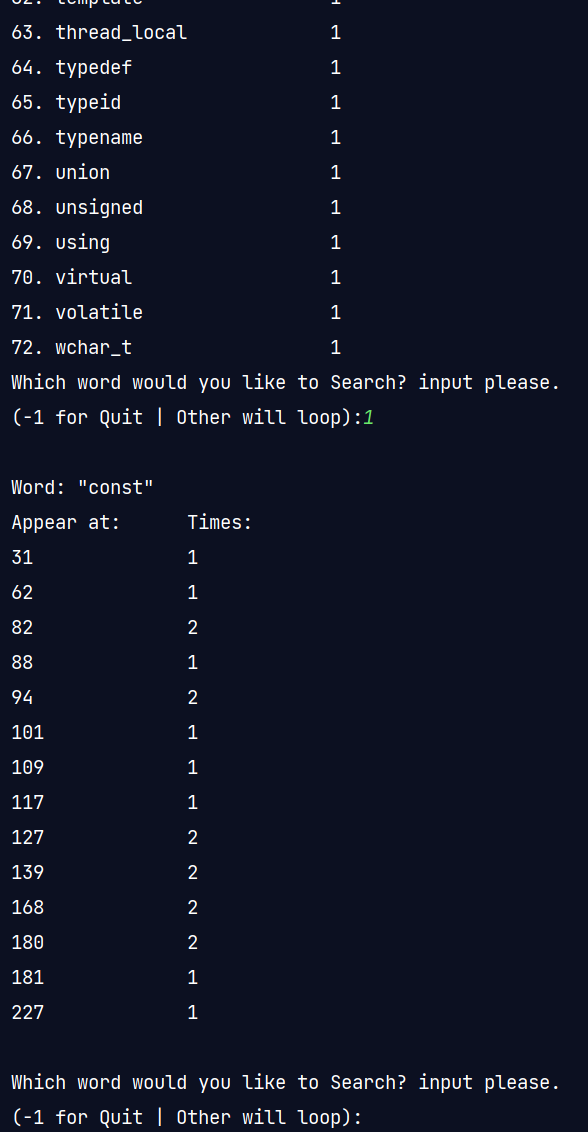 62. template 1
63. thread_local 1
64. typedef 1
65. typeid 1
66. typename 1
67. union 1
68. unsigned 1
69. using 1
70. virtual 1
71. volatile 1
72. wchar_t 1
Which word would you like to Search? input please.
(-1 for Quit | Other will loop):1
Word: "const"
Appear at: Times:
31 1
62 1
82 2
88 1
94 2
101 1
109 1
117 1
127 2
139 2
168 2
180 2
181 1
227 1
Which word would you like to Search? input please.
(-1 for Quit | Other will loop):